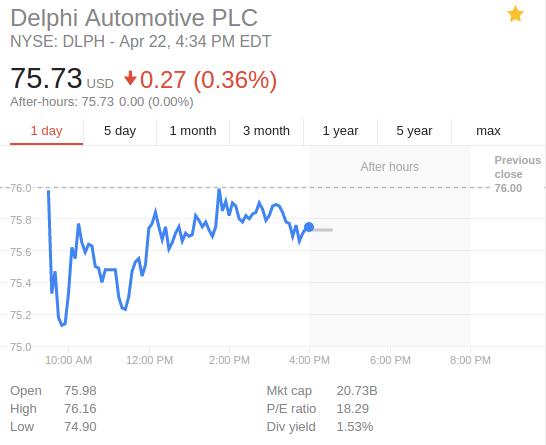 Delphi Automotive PLC
NYSE: DLPH - Apr 22, 4:34 PM EDT
75.73 USD 0.27 (0.36%)
After-hours: 75.73 0.00 (0.00%)
1 day 5 day 1 month 3 month 1 year 5 year max
After hours
Previous
close
76.00
76.0
75.8
75.6
75.4
75.2
75.0
10:00 AM 12:00 PM 2:00 PM 4:00 PM 6:00 PM 8:00 PM
Open 75.98 Mkt cap 20.73B
High 76.16 P/E ratio 18.29
Low 74.90 Div yield 1.53%